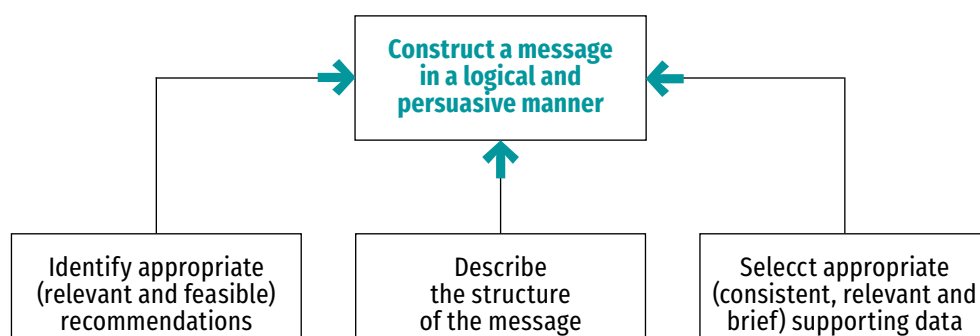 Construct a message
in a logical and
persuasive manner
Identify appropriate
(relevant and feasible)
recommendations
Describe
the structure
of the message
Selecct appropriate
(consistent, relevant and
brief) supporting data